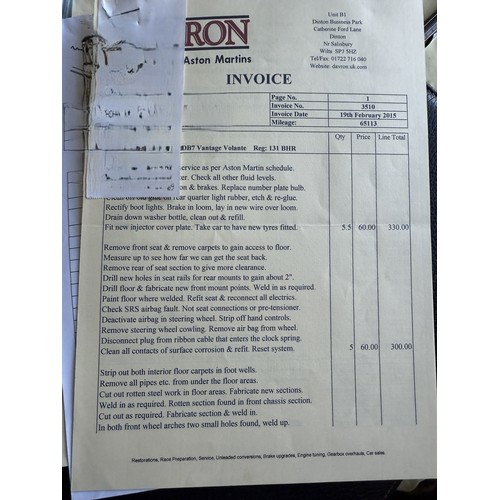 RON
Aston Martins
Unit B1
Dinton Business Park
Catharine Ford Lane
Dinton
Nr Salisbury
Wilts SP3 5HZ
Tel/Fax: 01722 716 040
Website: davron.uk.com
INVOICE
Page No. 1
Invoice No. 3510
Invoice Date 19th February 2015
Mileage: 65113
Qty Price Line Total
DB7 Vantage Volante Reg: 131 BHR
service as per Aston Martin schedule.
Check all other fluid levels.
& brakes. Replace number plate bulb.
quarter light rubber, etch & re-glue.
Rectify boot lights. Brake in loom, lay in new wire over loom.
Drain down washer bottle, clean out & refill.
Fit new injector cover plate. Take car to have new tyres fitted. 5.5 60.00 330.00
Remove front seat & remove carpets to gain access to floor.
Measure up to see how far we can get the seat back.
Remove rear of seat section to give more clearance.
Drill new holes in seat rails for rear mounts to gain about 2".
Drill floor & fabricate new front mount points. Weld in as required.
Paint floor where welded. Refit seat & reconnect all electrics.
Check SRS airbag fault. Not seat connections or pre-tensioner.
Deactivate airbag in steering wheel. Strip off hand controls.
Remove steering wheel cowling. Remove air bag from wheel.
Disconnect plug from ribbon cable that enters the clock spring.
Clean all contacts of surface corrosion & refit. Reset system. 5 60.00 300.00
Strip out both interior floor carpets in foot wells.
Remove all pipes etc. from under the floor areas.
Cut out rotten steel work in floor areas. Fabricate new sections.
Weld in as required. Rotten section found in front chassis section.
Cut out as required. Fabricate section & weld in.
In both front wheel arches two small holes found, weld up.
Restorations, Race Preparation, Service, Unleaded conversions, Brake upgrades, Engine tuning, Gearbox overhauls, Car sales.